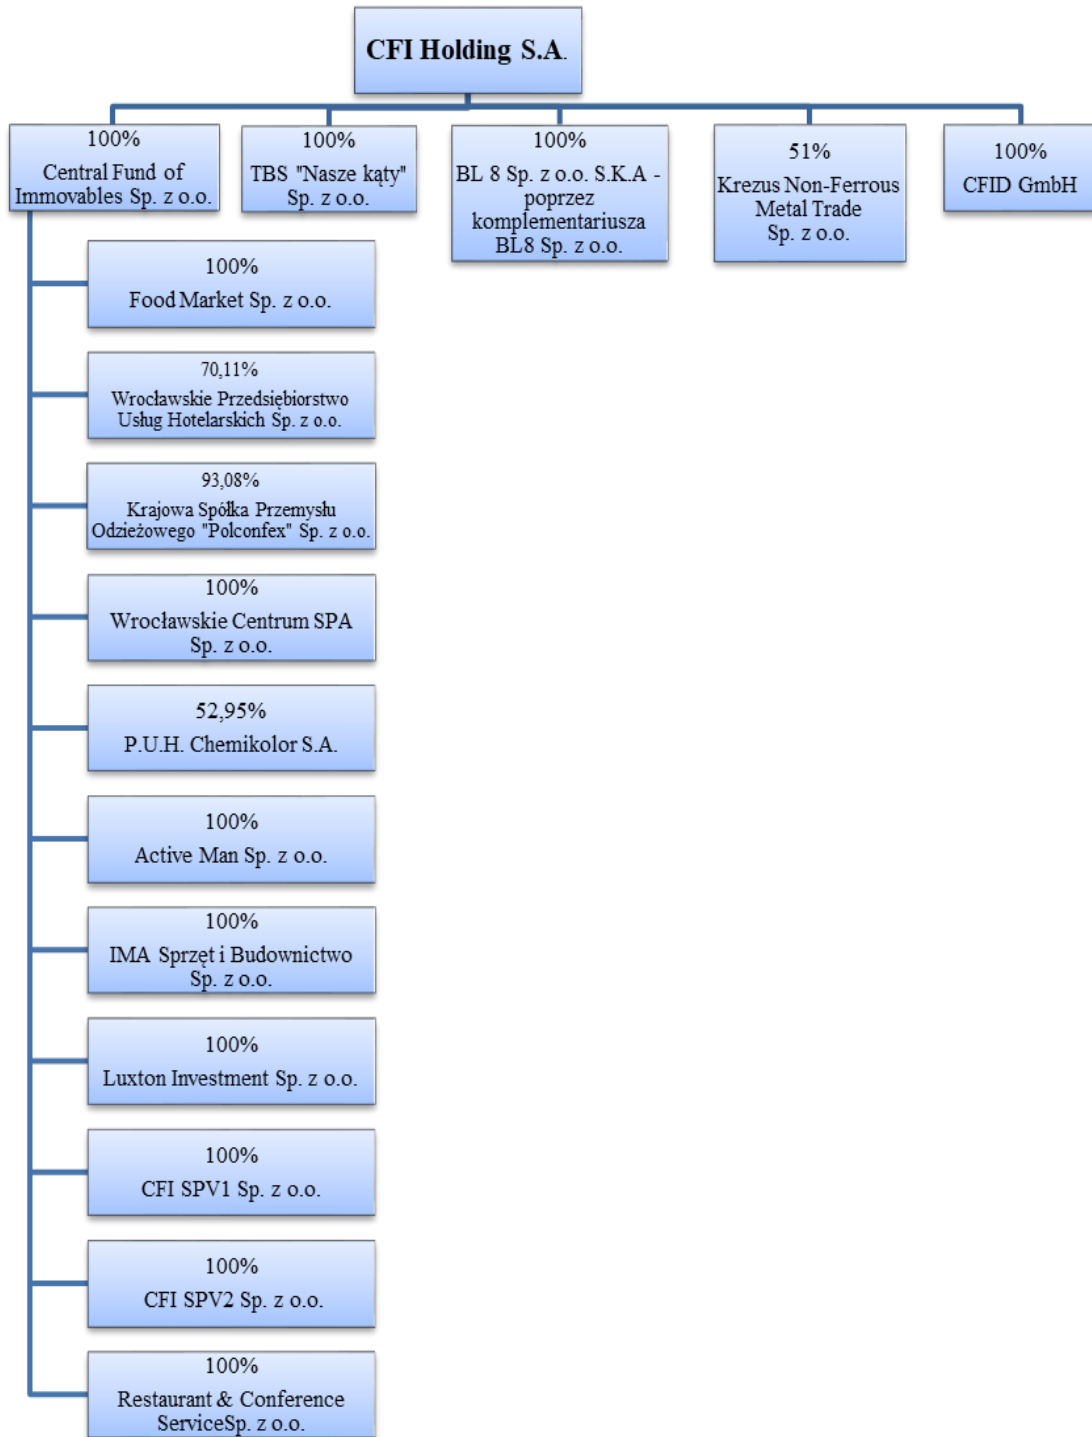 CFI Holding S.A.
100%
Central Fund of
Immovables Sp. z o.o.
100%
TBS "Nasze kąty"
Sp. z o.o.
100%
BL 8 Sp. z o.o. S.K.A -
poprzez
komplementariusza
BL8 Sp. z o.o.
51%
Krezus Non-Ferrous
Metal Trade
Sp. z o.o.
100%
CFID GmbH
100%
Food Market Sp. z o.o.
70,11%
Wrocławskie Przedsiębiorstwo
Usług Hotelarskich Sp. z o.o.
93,08%
Krajowa Spółka Przemysłu
Odzieżowego "Polconfex" Sp. z o.o.
100%
Wrocławskie Centrum SPA
Sp. z o.o.
52,95%
P.U.H. Chemikolor S.A.
100%
Active Man Sp. z o.o.
100%
IMA Sprzęt i Budownictwo
Sp. z o.o.
100%
Luxton Investment Sp. z o.o.
100%
CFI SPV1 Sp. z o.o.
100%
CFI SPV2 Sp. z o.o.
100%
Restaurant & Conference
ServiceSp. z o.o.